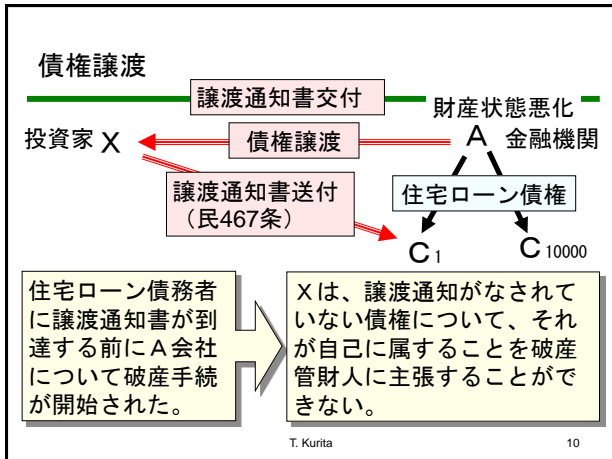 債権譲渡
譲渡通知書交付
財産状態悪化
投資家 X
債権譲渡
A 金融機関
譲渡通知書送付
（民467条）
住宅ローン債権
C1
C10000
住宅ローン債務者
に譲渡通知書が到
達する前にＡ会社
について破産手続
が開始された。
Ｘは、譲渡通知がなされて
いない債権について、それ
が自己に属することを破産
管財人に主張することがで
きない。
T. Kurita
10